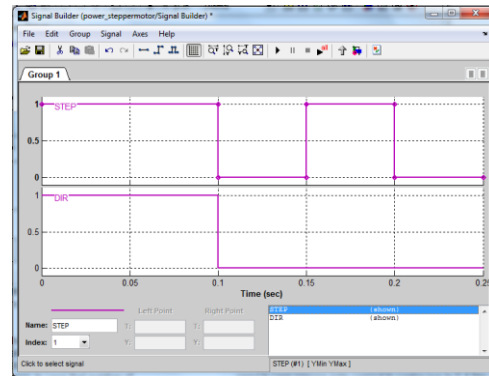 Signal Builder (power_steppermotor/Signal Builder) *
File Edit Group Signal Axes Help
Group 1
1
STEP
0.5
0
1
DIR
0.5
0
0 0.05 0.1 0.15 0.2 0.25
Time (sec)
Left Point Right Point
Name: STEP T: T:
Index: 1 Y: Y:
STEP (shown)
DIR (shown)
Click to select signal
STEP (#1) [ YMin YMax ]